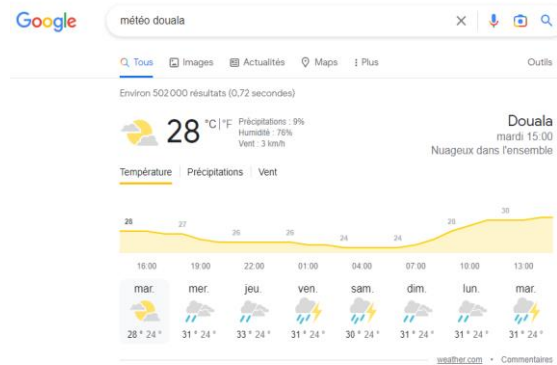 Google
météo douala
Tous Images Actualités Maps Plus Outils
Environ 502 000 résultats (0,72 secondes)
28 °C | °F
Précipitations : 9%
Humidité : 76%
Vent : 3 km/h
Douala
mardi 15:00
Nuageux dans l'ensemble
Température Précipitations Vent
28 27 26 26 24 24 28 30
16:00 19:00 22:00 01:00 04:00 07:00 10:00 13:00
mar. mer. jeu. ven. sam. dim. lun. mar.
28 ° 24 ° 31 ° 24 ° 33 ° 24 ° 31 ° 24 ° 30 ° 24 ° 31 ° 24 ° 31 ° 24 ° 31 ° 24 °
weather.com • Commentaires